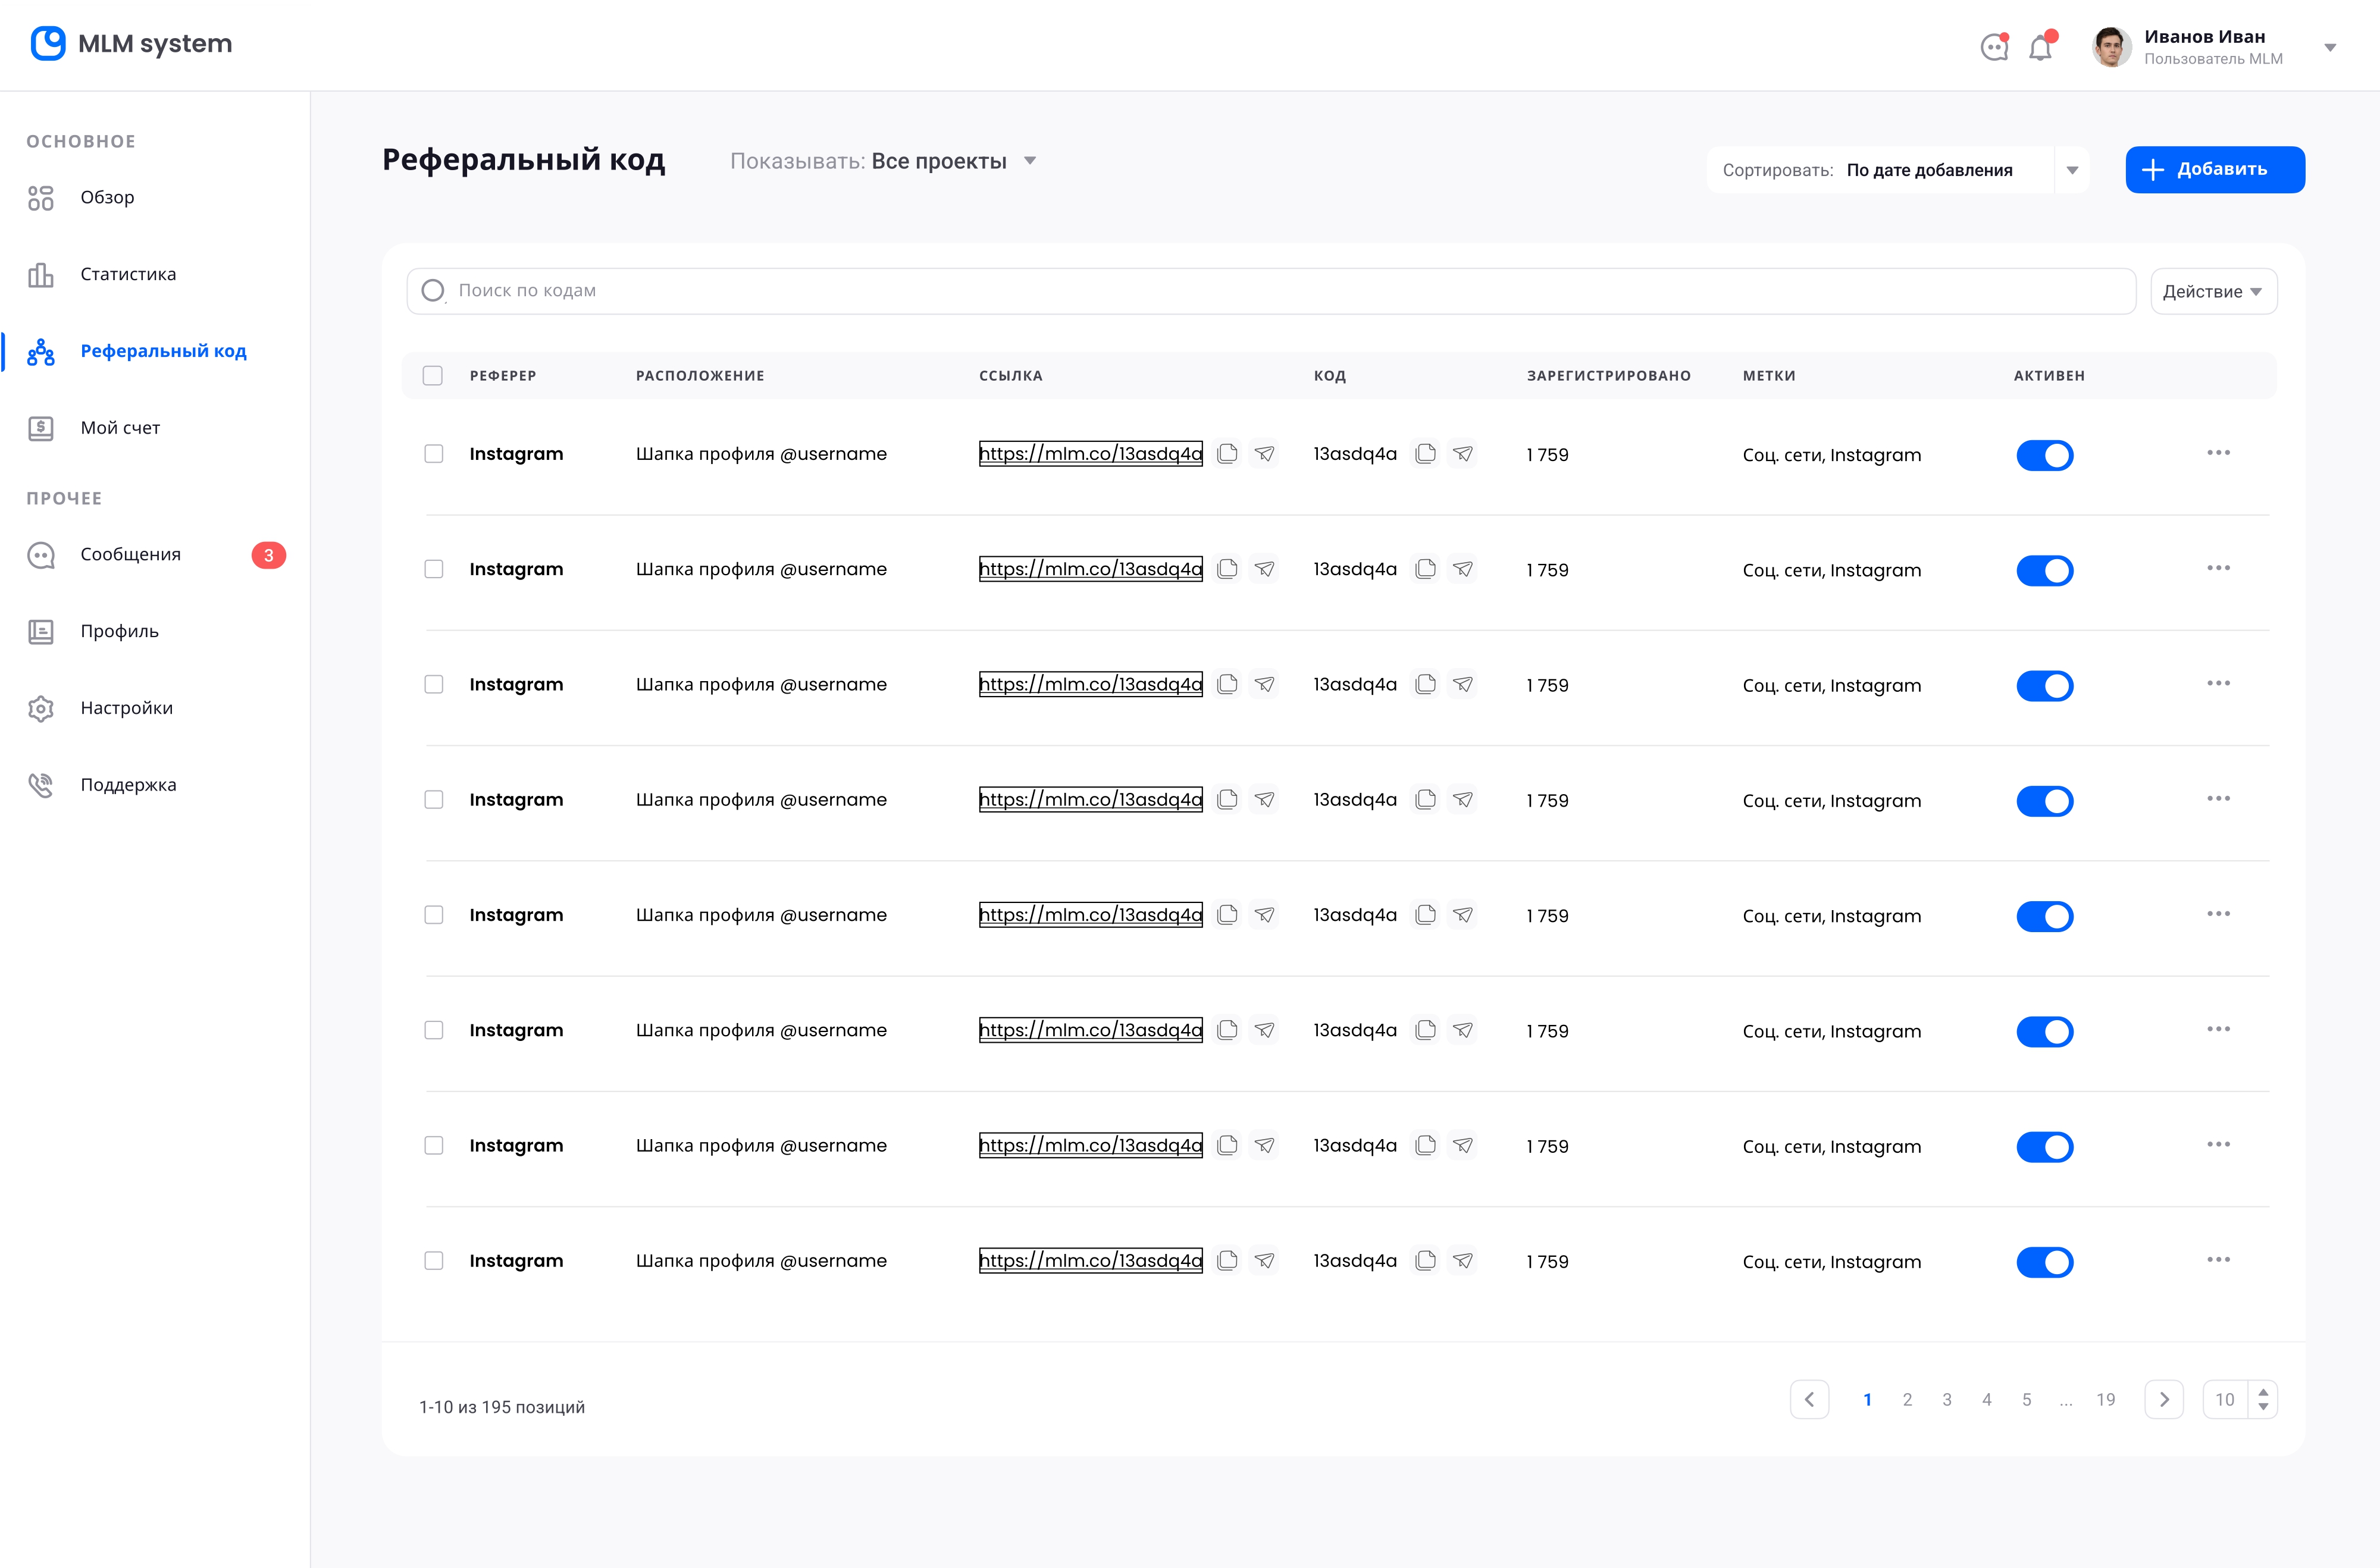 MLM system
Иванов Иван
Пользователь MLM
ОСНОВНОЕ
Обзор
Статистика
Реферальный код
Мой счет
ПРОЧЕЕ
Сообщения 3
Профиль
Настройки
Поддержка
Реферальный код Показывать: Все проекты Сортировать: По дате добавления Добавить
Поиск по кодам Действие
РЕФЕРЕР РАСПОЛОЖЕНИЕ ССЫЛКА КОД ЗАРЕГИСТРИРОВАНО МЕТКИ АКТИВЕН
Instagram Шапка профиля @username https://mlm.co/13asdq4a 13asdq4a 1 759 Соц. сети, Instagram
Instagram Шапка профиля @username https://mlm.co/13asdq4a 13asdq4a 1 759 Соц. сети, Instagram
Instagram Шапка профиля @username https://mlm.co/13asdq4a 13asdq4a 1 759 Соц. сети, Instagram
Instagram Шапка профиля @username https://mlm.co/13asdq4a 13asdq4a 1 759 Соц. сети, Instagram
Instagram Шапка профиля @username https://mlm.co/13asdq4a 13asdq4a 1 759 Соц. сети, Instagram
Instagram Шапка профиля @username https://mlm.co/13asdq4a 13asdq4a 1 759 Соц. сети, Instagram
Instagram Шапка профиля @username https://mlm.co/13asdq4a 13asdq4a 1 759 Соц. сети, Instagram
Instagram Шапка профиля @username https://mlm.co/13asdq4a 13asdq4a 1 759 Соц. сети, Instagram
1-10 из 195 позиций 1 2 3 4 5 ... 19 10